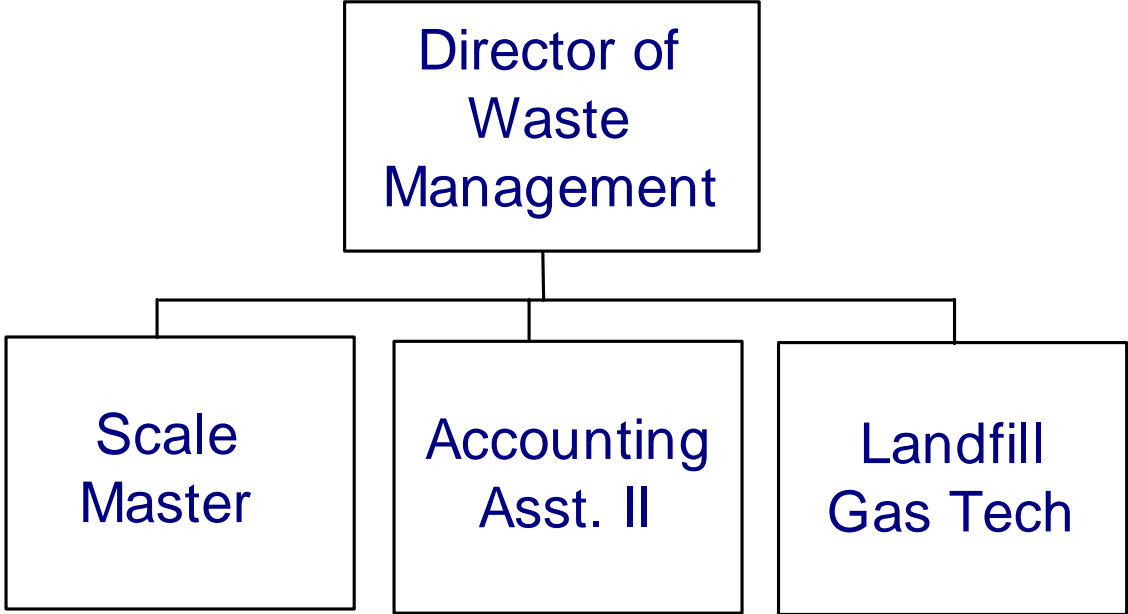 Director of
Waste
Management
Scale
Master
Accounting
Asst. II
Landfill
Gas Tech